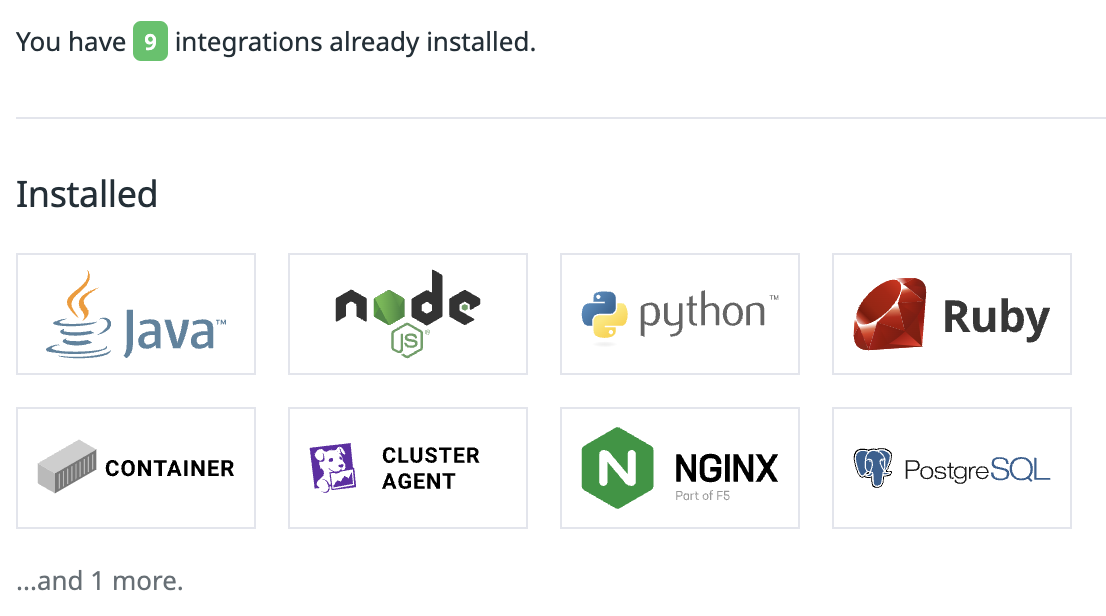 You have 9 integrations already installed.
Installed
Java™
node
JS®
python™
Ruby
CONTAINER
CLUSTER
AGENT
N
NGINX
Part of F5
PostgreSQL
...and 1 more.